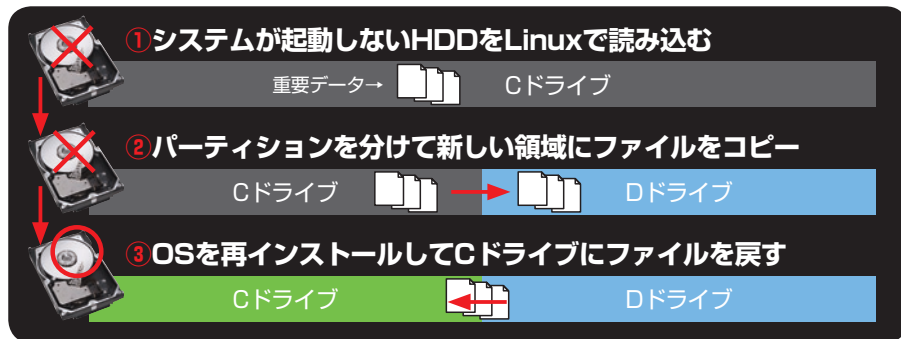 ①システムが起動しないHDDをLinuxで読み込む
重要データ→ Cドライブ
②パーティションを分けて新しい領域にファイルをコピー
Cドライブ Dドライブ
③OSを再インストールしてCドライブにファイルを戻す
Cドライブ Dドライブ